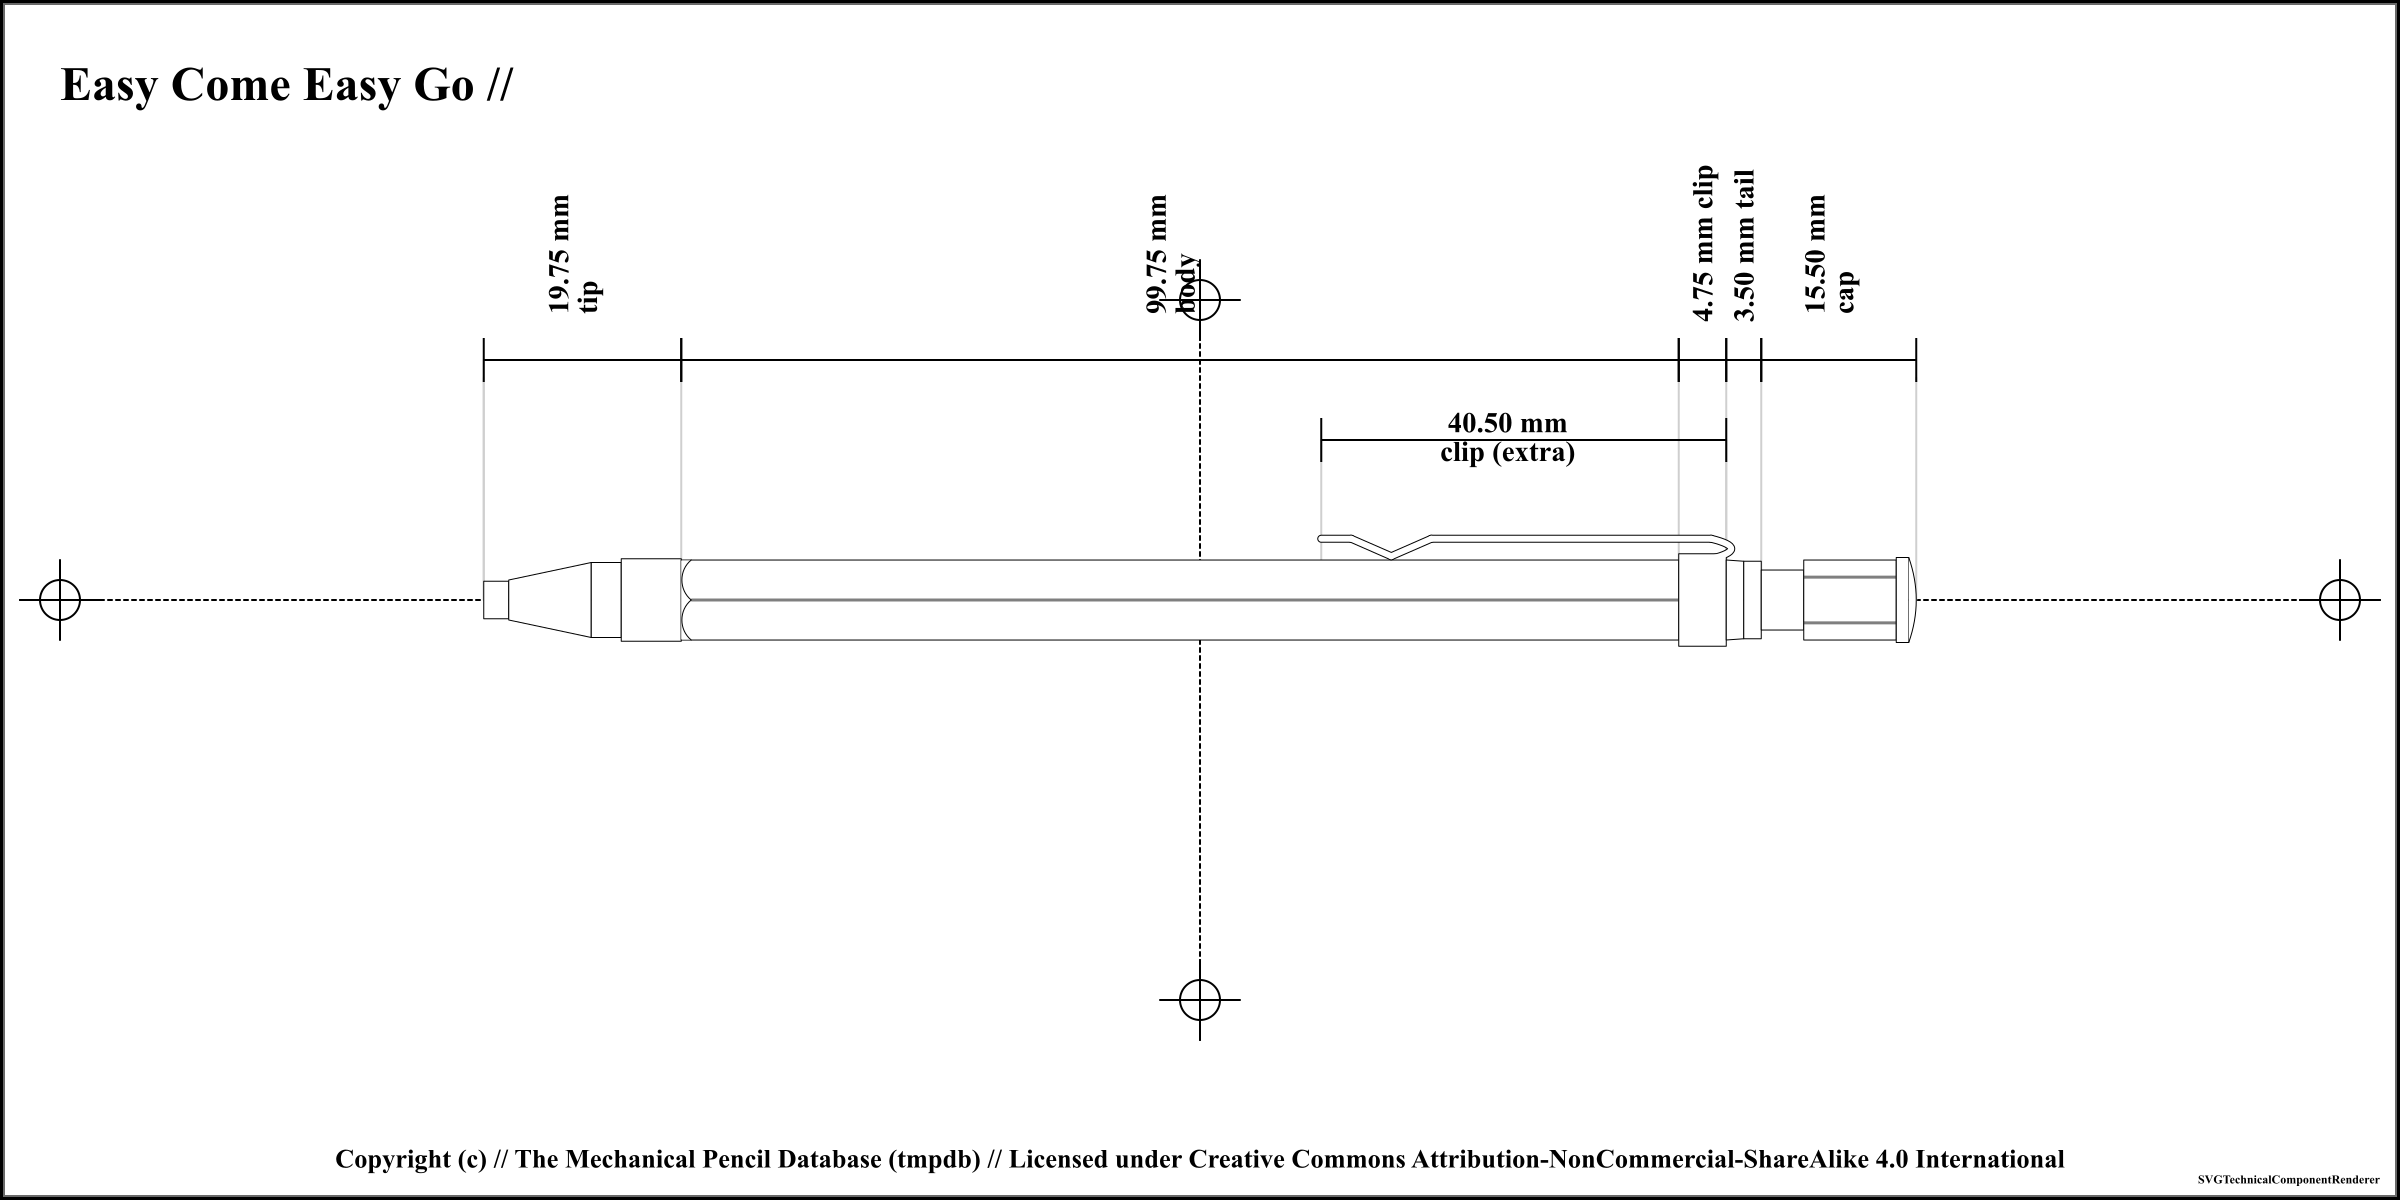 Easy Come Easy Go //
19.75 mm
tip
99.75 mm
body
4.75 mm clip
3.50 mm tail
15.50 mm
cap
40.50 mm
clip (extra)
Copyright (c) // The Mechanical Pencil Database (tmpdb) // Licensed under Creative Commons Attribution-NonCommercial-ShareAlike 4.0 International
SVGTechnicalComponentRenderer